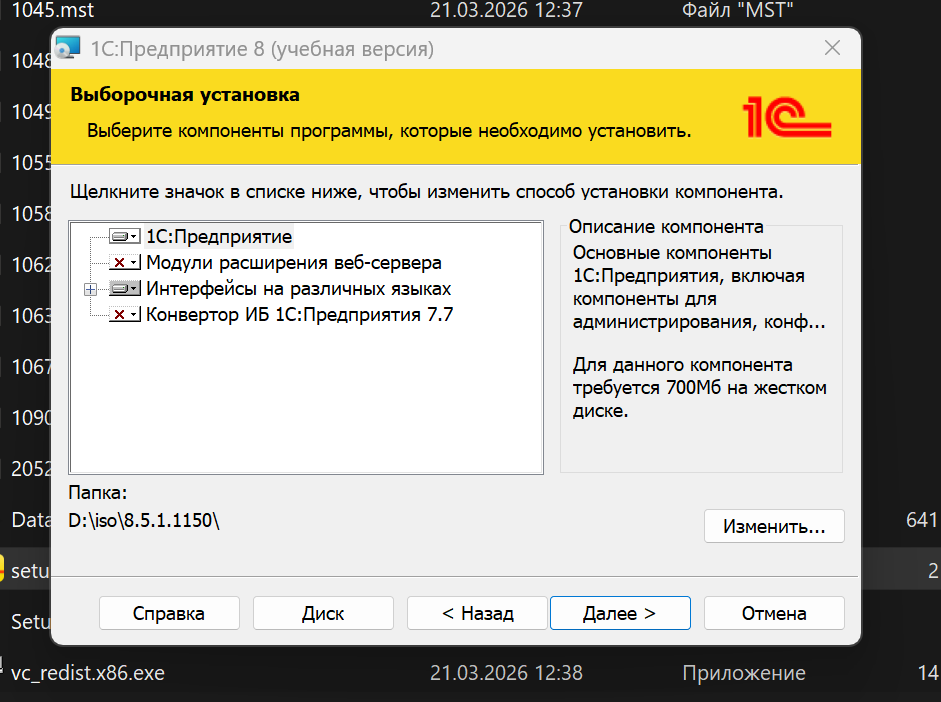 1045.mst 21.03.2026 12:37 Файл "MST"
1С:Предприятие 8 (учебная версия)
1048
Выборочная установка
1С
1049
Выберите компоненты программы, которые необходимо установить.
1055
Щелкните значок в списке ниже, чтобы изменить способ установки компонента.
1058
1С:Предприятие
Модули расширения веб-сервера
Интерфейсы на различных языках
Конвертор ИБ 1С:Предприятия 7.7
Описание компонента
Основные компоненты
1С:Предприятия, включая
компоненты для
администрирования, конф...
Для данного компонента
требуется 700Мб на жестком
диске.
1062
1063
1067
1090
2052
Папка:
D:\iso\8.5.1.1150\
Изменить...
Data
641
setu
2
Справка
Диск
< Назад
Далее >
Отмена
Setu
vc_redist.x86.exe 21.03.2026 12:38 Приложение 14